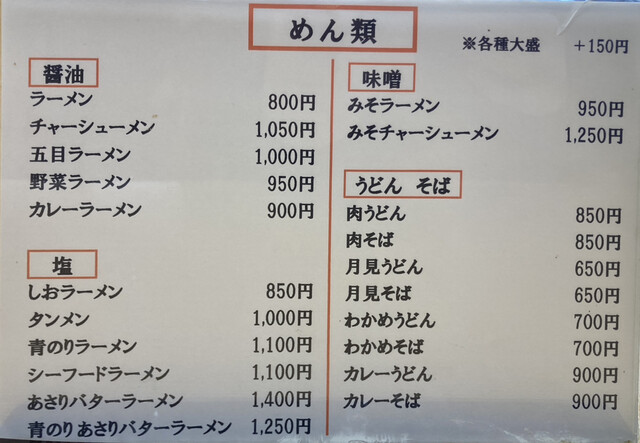 めん類
※各種大盛 +150円
醤油
ラーメン 800円
チャーシューメン 1,050円
五目ラーメン 1,000円
野菜ラーメン 950円
カレーラーメン 900円
塩
しおラーメン 850円
タンメン 1,000円
青のりラーメン 1,100円
シーフードラーメン 1,100円
あさりバターラーメン 1,400円
青のりあさりバターラーメン 1,250円
味噌
みそラーメン 950円
みそチャーシューメン 1,250円
うどん そば
肉うどん 850円
肉そば 850円
月見うどん 650円
月見そば 650円
わかめうどん 700円
わかめそば 700円
カレーうどん 900円
カレーそば 900円